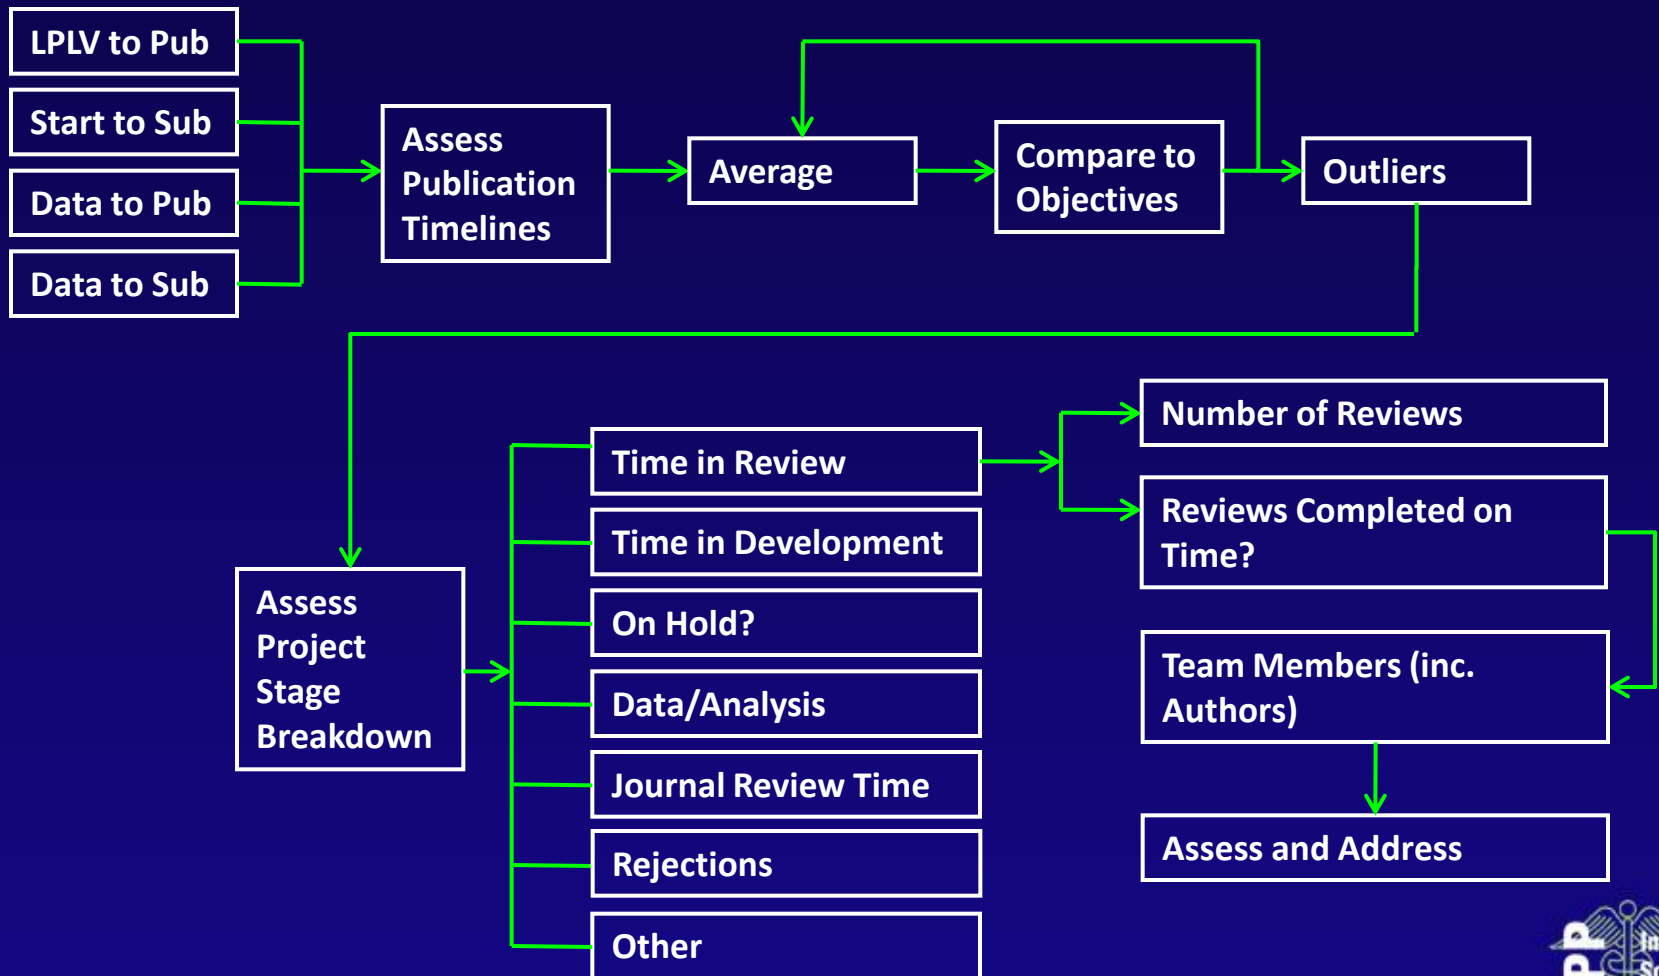 LPLV to Pub
Start to Sub
Data to Pub
Data to Sub
Assess
Publication
Timelines
Average
Compare to
Objectives
Outliers
Assess
Project
Stage
Breakdown
Time in Review
Time in Development
On Hold?
Data/Analysis
Journal Review Time
Rejections
Other
Number of Reviews
Reviews Completed on
Time?
Team Members (inc.
Authors)
Assess and Address